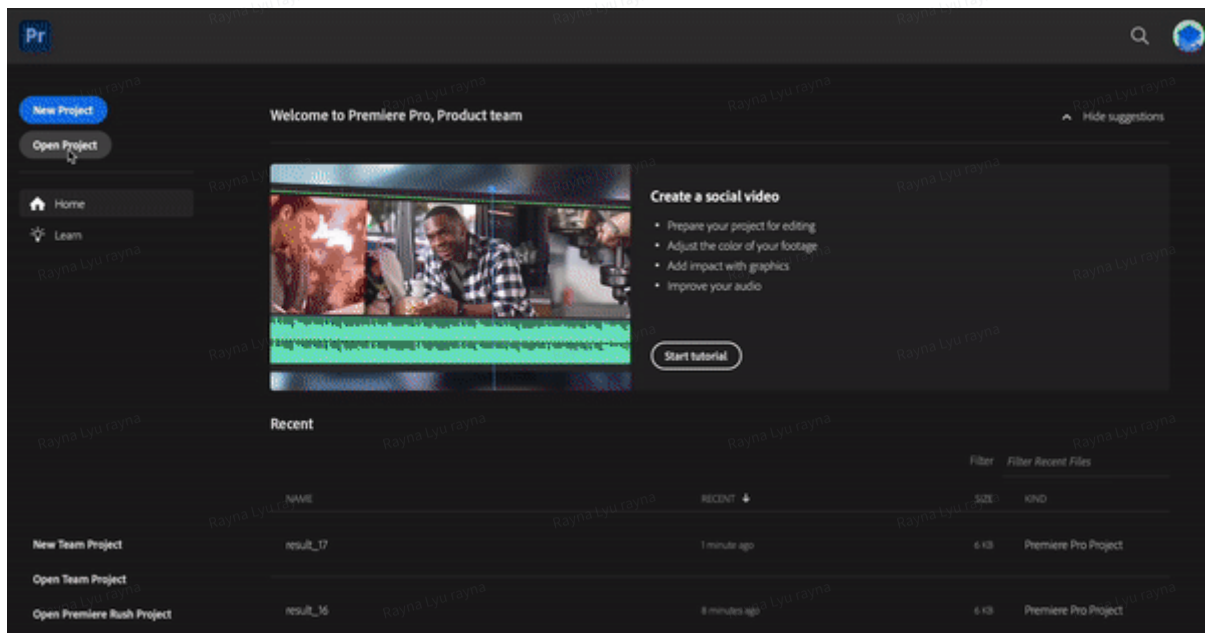 Pr
New Project
Open Project
Home
Learn
Welcome to Premiere Pro, Product team
Hide suggestions
Create a social video
• Prepare your project for editing
• Adjust the color of your footage
• Add impact with graphics
• Improve your audio
Start tutorial
Recent
Filter Filter Recent Files
NAME RECENT SIZE KIND
result_17 1 minute ago 6 KB Premiere Pro Project
result_16 8 minutes ago 6 KB Premiere Pro Project
New Team Project
Open Team Project
Open Premiere Rush Project
Rayna Lyu rayna